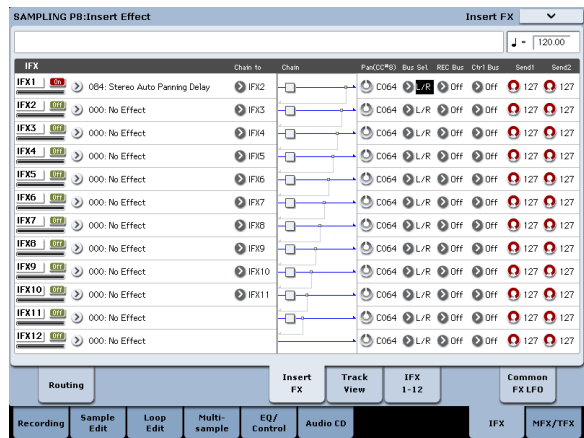 SAMPLING P8:Insert Effect Insert FX
♩ = 120.00
IFX Chain to Chain Pan(CC#8) Bus Sel. REC Bus Ctrl Bus Send1 Send2
IFX1 On 084: Stereo Auto Panning Delay IFX2 C064 L/R Off Off 127 127
IFX2 Off 000: No Effect IFX3 C064 L/R Off Off 127 127
IFX3 Off 000: No Effect IFX4 C064 L/R Off Off 127 127
IFX4 Off 000: No Effect IFX5 C064 L/R Off Off 127 127
IFX5 Off 000: No Effect IFX6 C064 L/R Off Off 127 127
IFX6 Off 000: No Effect IFX7 C064 L/R Off Off 127 127
IFX7 Off 000: No Effect IFX8 C064 L/R Off Off 127 127
IFX8 Off 000: No Effect IFX9 C064 L/R Off Off 127 127
IFX9 Off 000: No Effect IFX10 C064 L/R Off Off 127 127
IFX10 Off 000: No Effect IFX11 C064 L/R Off Off 127 127
IFX11 Off 000: No Effect C064 L/R Off Off 127 127
IFX12 Off 000: No Effect C064 L/R Off Off 127 127
Routing Insert FX Track View IFX 1-12 Common FX LFO
Recording Sample Edit Loop Edit Multi-sample EQ/Control Audio CD IFX MFX/TFX